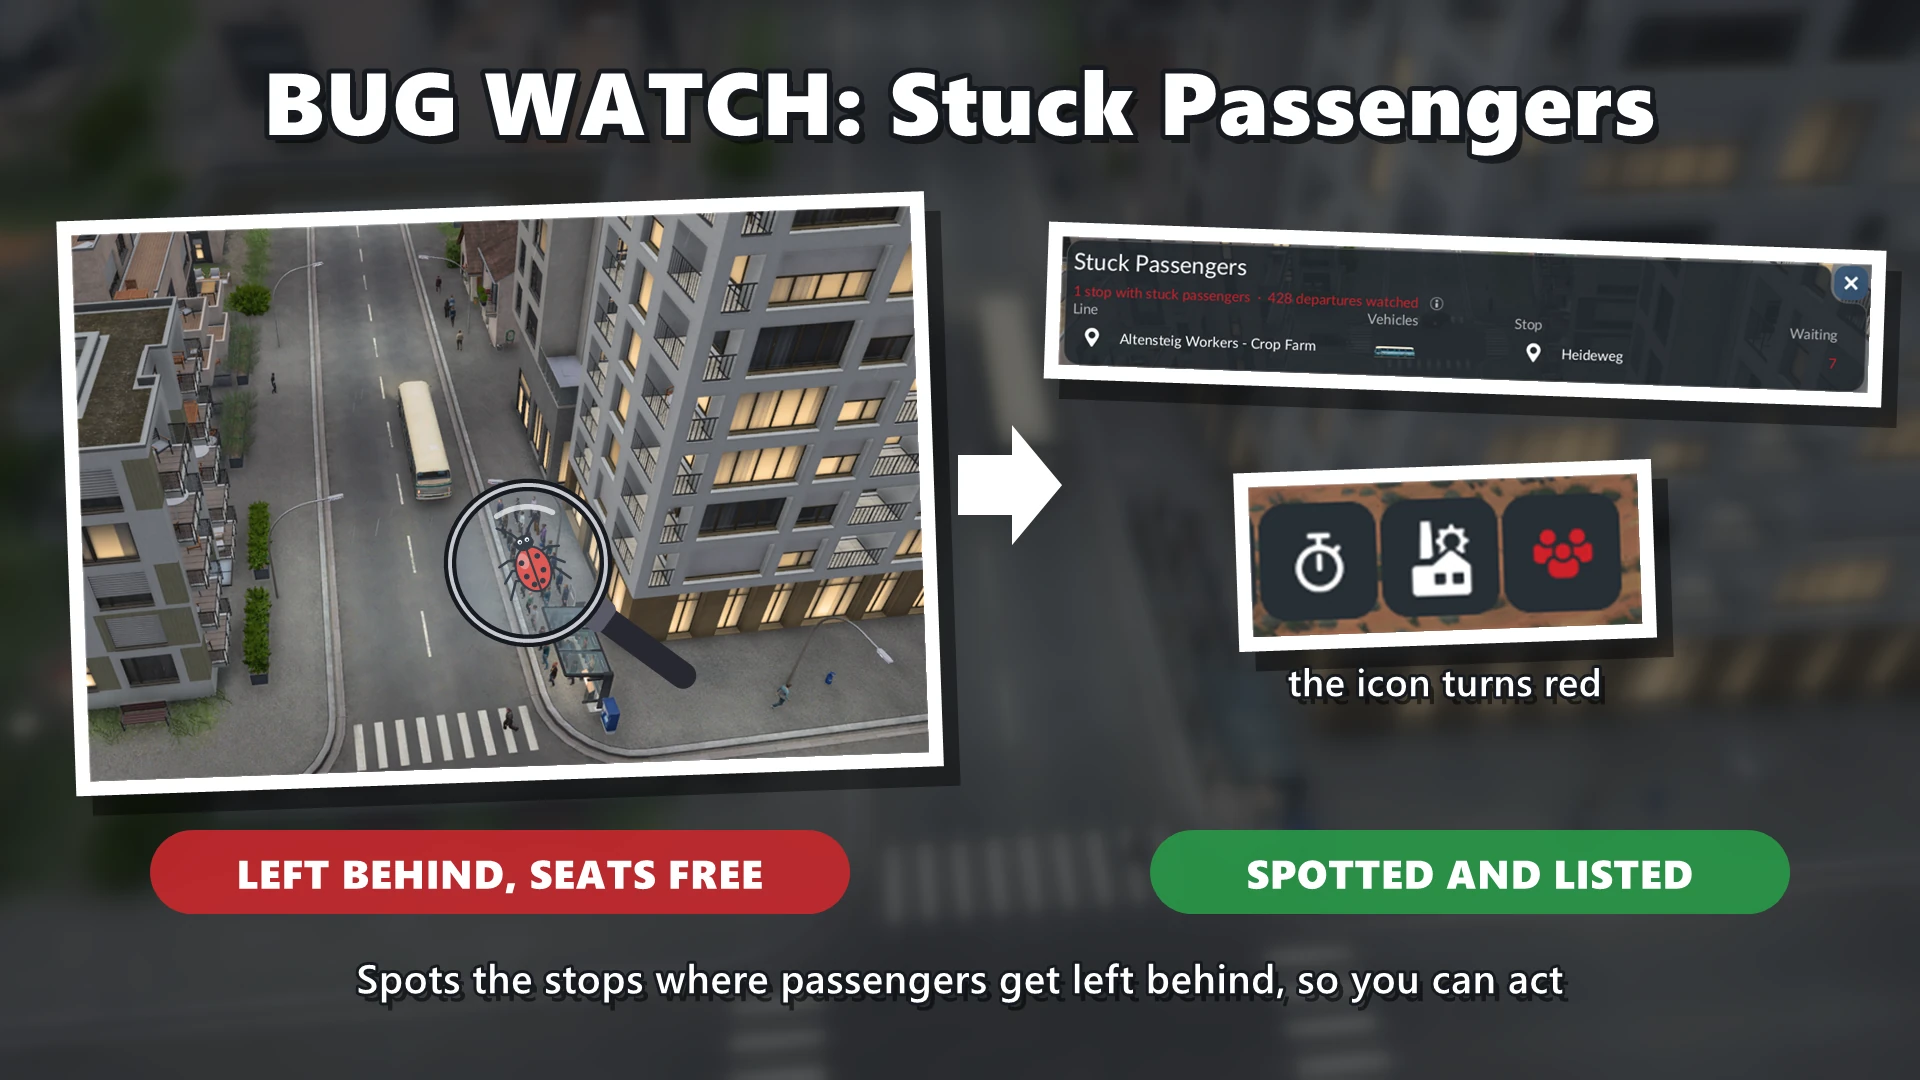 BUG WATCH: Stuck Passengers
Stuck Passengers
1 stop with stuck passengers · 428 departures watched
Line
Vehicles
Stop
Waiting
Altensteig Workers - Crop Farm
Heideweg
7
the icon turns red
LEFT BEHIND, SEATS FREE
SPOTTED AND LISTED
Spots the stops where passengers get left behind, so you can act